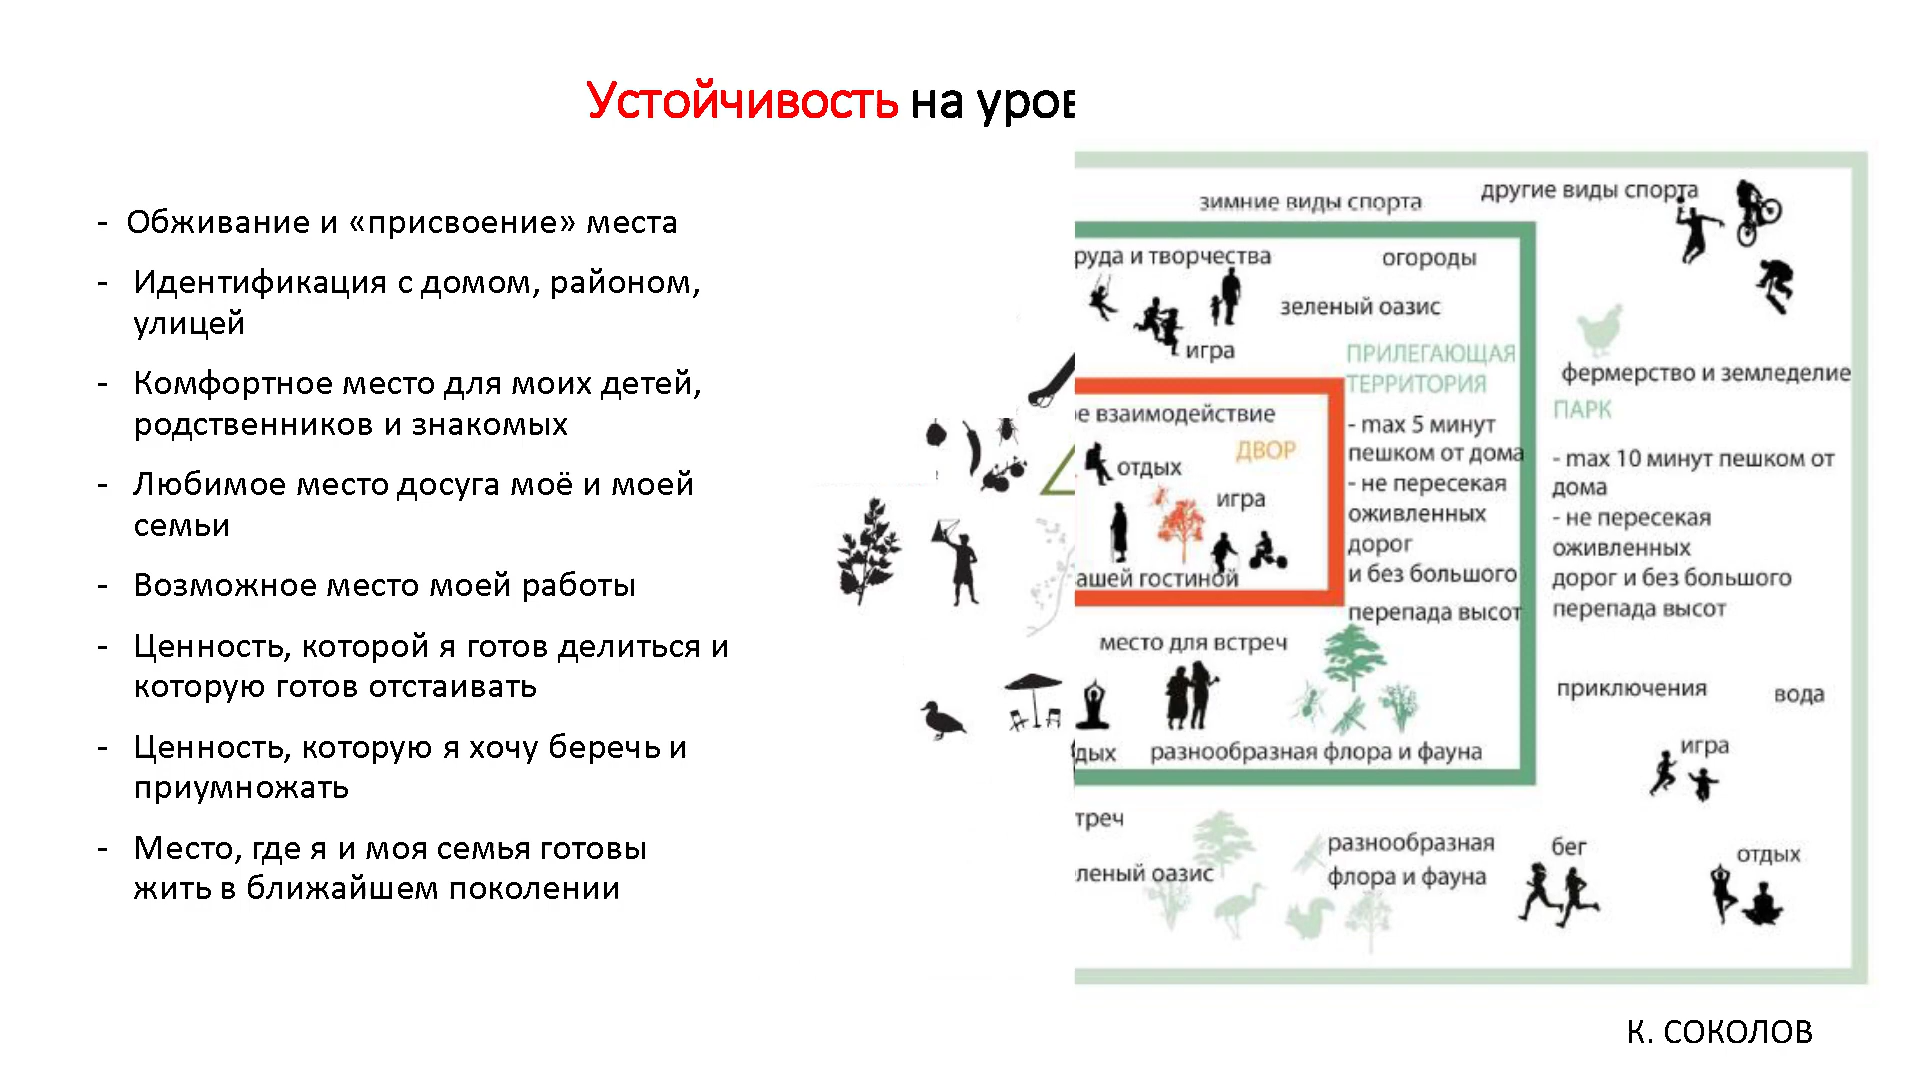 Устойчивость на уров
- Обживание и «присвоение» места
- Идентификация с домом, районом,
улицей
- Комфортное место для моих детей,
родственников и знакомых
- Любимое место досуга моё и моей
семьи
- Возможное место моей работы
- Ценность, которой я готов делиться и
которую готов отстаивать
- Ценность, которую я хочу беречь и
приумножать
- Место, где я и моя семья готовы
жить в ближайшем поколении
зимние виды спорта
другие виды спорта
руда и творчества
огороды
зеленый оазис
игра
ПРИЛЕГАЮЩАЯ
ТЕРРИТОРИЯ
- max 5 минут
пешком от дома
- не пересекая
оживленных
дорог
и без большого
перепада высот
ое взаимодействие
ДВОР
отдых
игра
ашей гостиной
место для встреч
дых
разнообразная флора и фауна
фермерство и земледелие
ПАРК
- max 10 минут пешком от
дома
- не пересекая
оживленных
дорог и без большого
перепада высот
приключения
вода
игра
треч
леный оазис
разнообразная
флора и фауна
бег
отдых
К. СОКОЛОВ